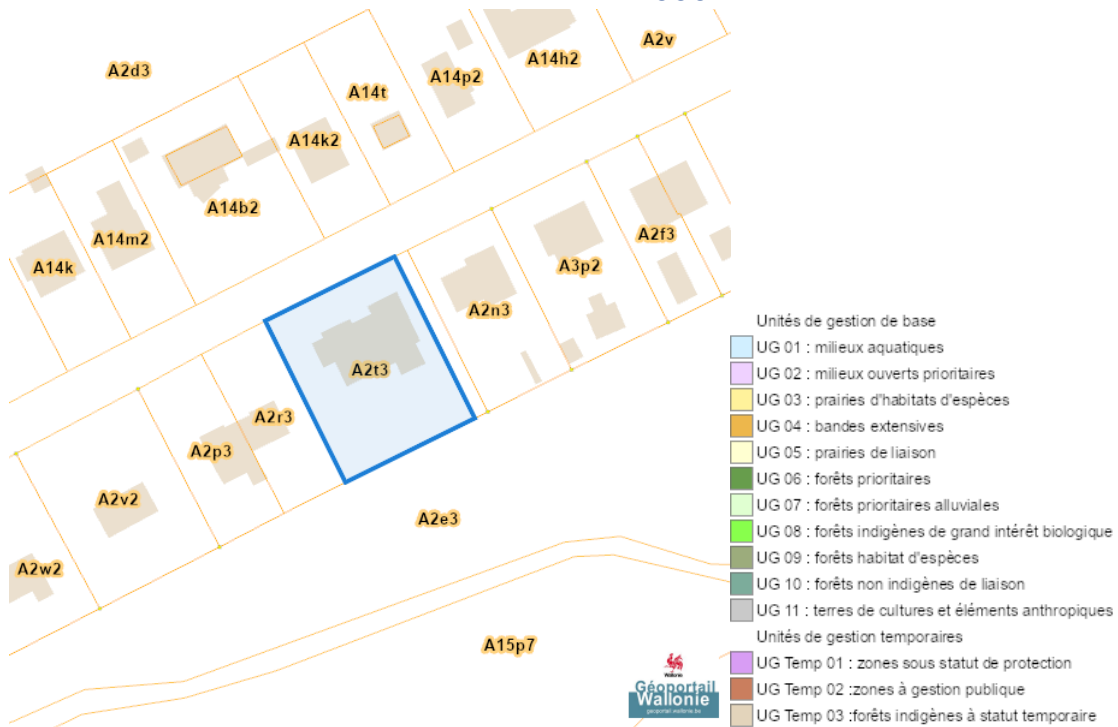 A2d3
A2v
A14h2
A14p2
A14t
A14k2
A14b2
A14m2
A14k
A2f3
A3p2
A2n3
A2t3
A2r3
A2p3
A2v2
A2w2
A2e3
A15p7
Wallonie
Géoportail
Wallonie
geoportail.wallonie.be
Unités de gestion de base
UG 01 : milieux aquatiques
UG 02 : milieux ouverts prioritaires
UG 03 : prairies d'habitats d'espèces
UG 04 : bandes extensives
UG 05 : prairies de liaison
UG 06 : forêts prioritaires
UG 07 : forêts prioritaires alluviales
UG 08 : forêts indigènes de grand intérêt biologique
UG 09 : forêts habitat d'espèces
UG 10 : forêts non indigènes de liaison
UG 11 : terres de cultures et éléments anthropiques
Unités de gestion temporaires
UG Temp 01 : zones sous statut de protection
UG Temp 02 :zones à gestion publique
UG Temp 03 :forêts indigènes à statut temporaire